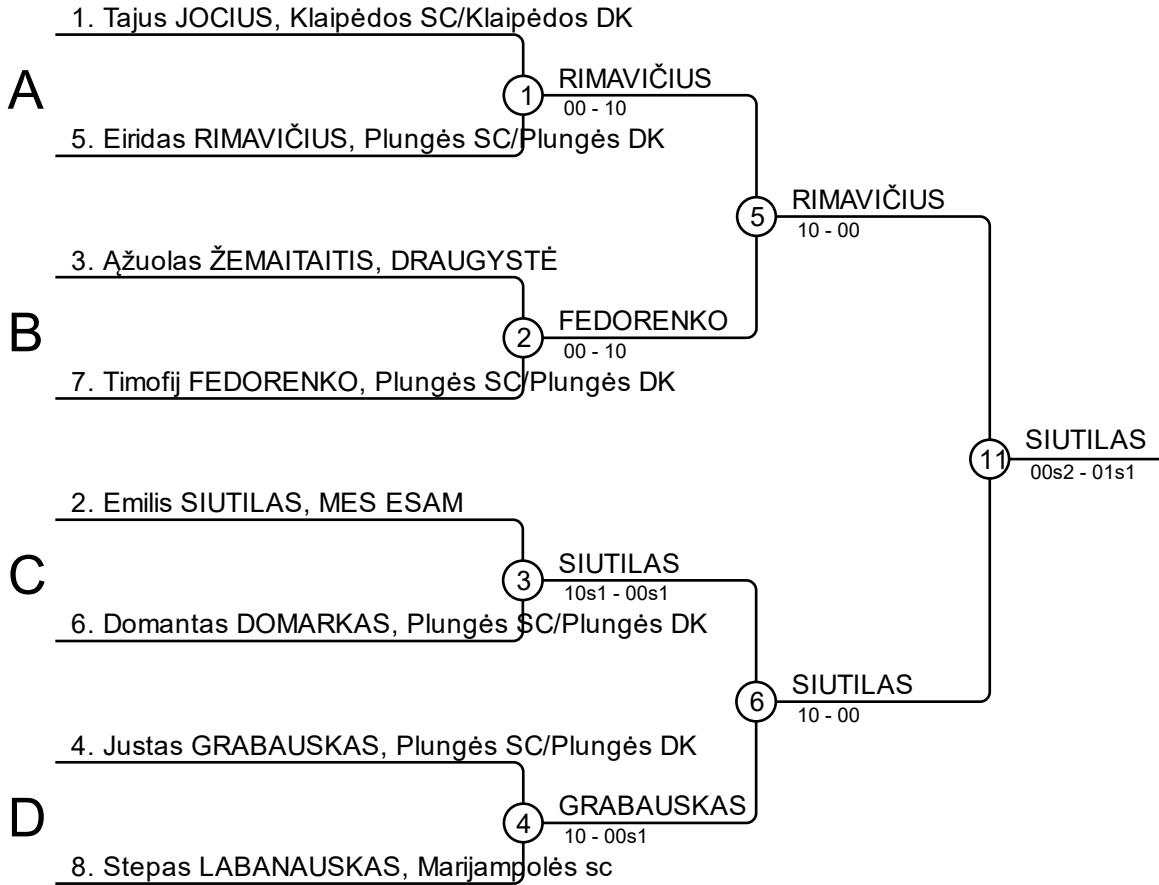 1. Tajus JOCIUS, Klaipėdos SC/Klaipėdos DK
A
1
RIMAVIČIUS
00 - 10
5. Eiridas RIMAVIČIUS, Plungės SC/Plungės DK
5
RIMAVIČIUS
10 - 00
3. Ąžuolas ŽEMAITAITIS, DRAUGYSTĖ
B
2
FEDORENKO
00 - 10
7. Timofij FEDORENKO, Plungės SC/Plungės DK
11
SIUTILAS
00s2 - 01s1
2. Emilis SIUTILAS, MES ESAM
C
3
SIUTILAS
10s1 - 00s1
6. Domantas DOMARKAS, Plungės SC/Plungės DK
6
SIUTILAS
10 - 00
4. Justas GRABAUSKAS, Plungės SC/Plungės DK
D
4
GRABAUSKAS
10 - 00s1
8. Stepas LABANAUSKAS, Marijampolės sc